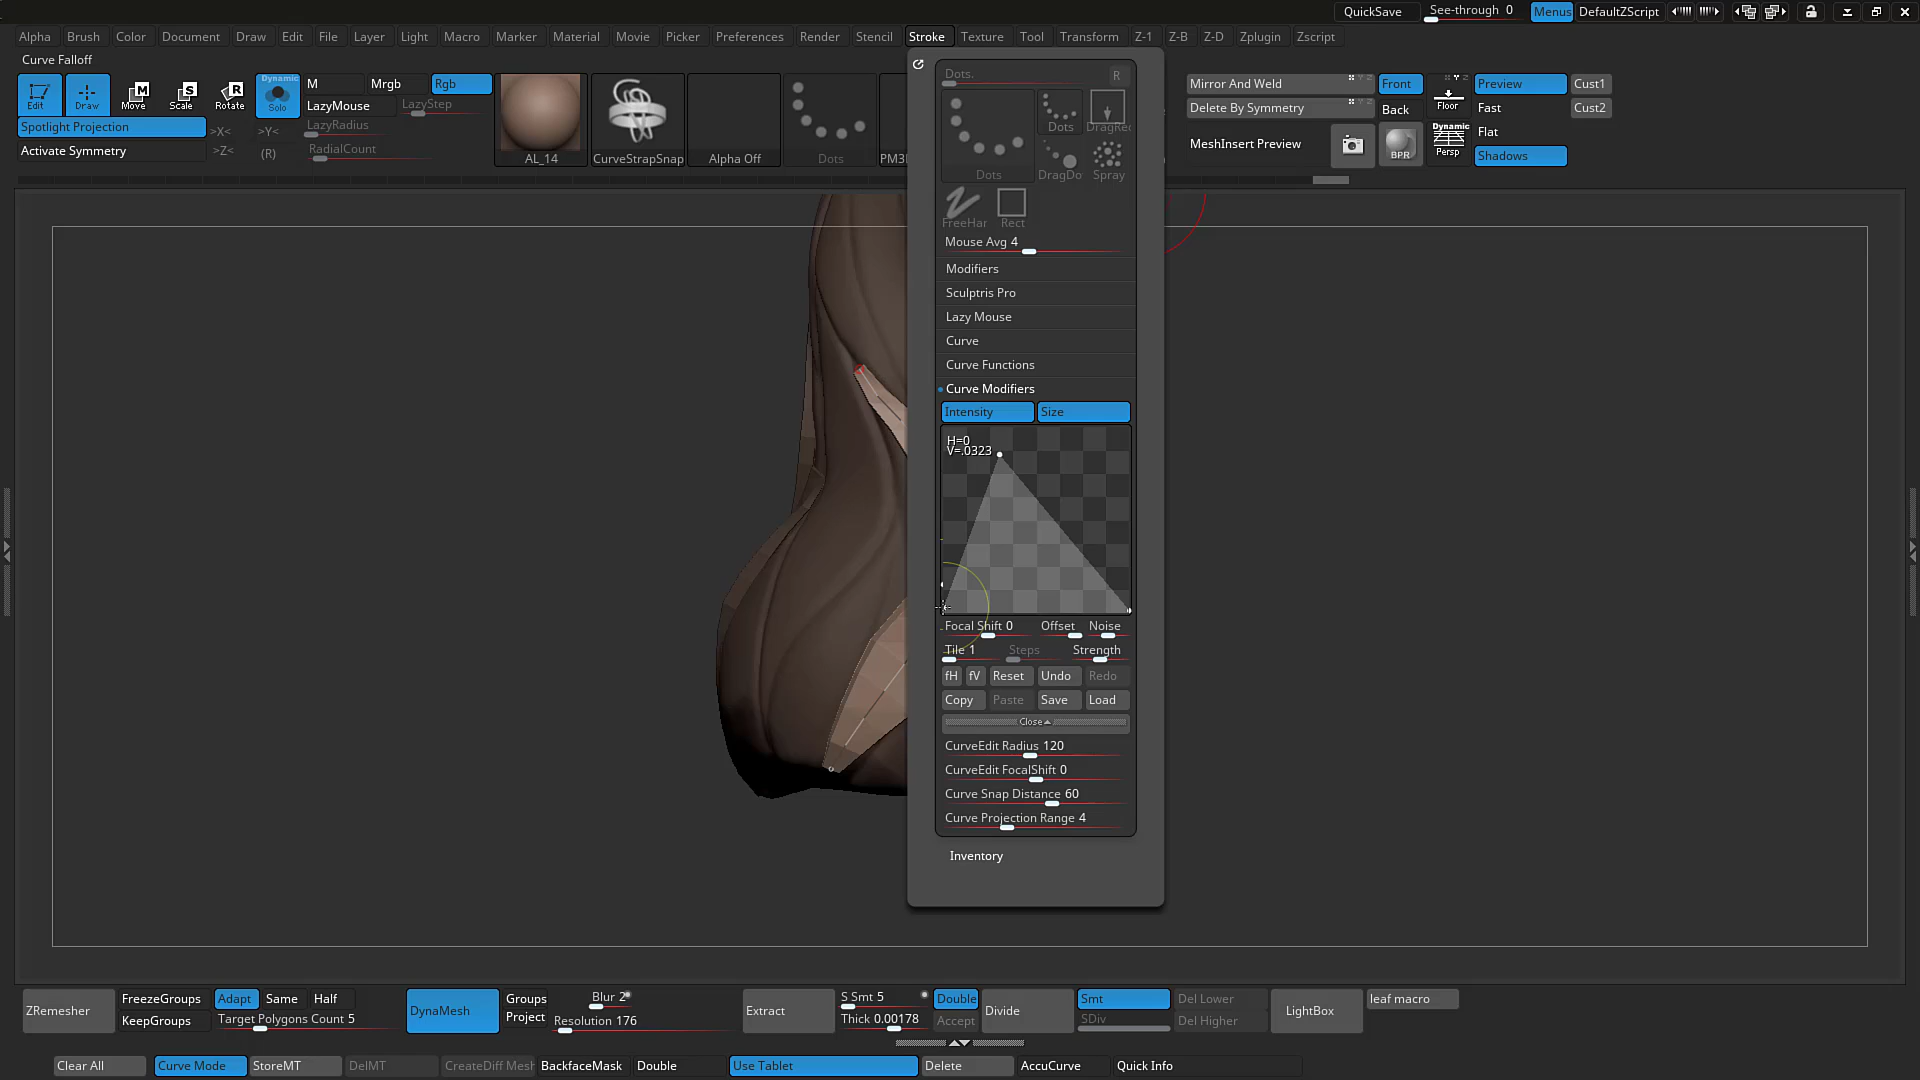 QuickSave See-through 0 Menus DefaultZScript
Alpha Brush Color Document Draw Edit File Layer Light Macro Marker Material Movie Picker Preferences Render Stencil Stroke Texture Tool Transform Z-1 Z-B Z-D Zplugin Zscript
Curve Falloff
Edit Draw Move Scale Rotate
Dynamic
Solo
M Mrgb Rgb
LazyMouse LazyStep
LazyRadius
RadialCount
Spotlight Projection
Activate Symmetry
>X< >Y<
>Z< (R)
AL_14 CurveStrapSnap Alpha Off Dots PM3
Mirror And Weld
Delete By Symmetry
MeshInsert Preview
BPR
Front
Back
Floor
Dynamic
Persp
Preview
Fast
Flat
Shadows
Cust1
Cust2
Dots. R
Dots Dots DragRec
DragDo Spray
FreeHar Rect
Mouse Avg 4
Modifiers
Sculptris Pro
Lazy Mouse
Curve
Curve Functions
Curve Modifiers
Intensity Size
H=0
V=.0323
Focal Shift 0 Offset Noise
Tile 1 Steps Strength
fH fV Reset Undo Redo
Copy Paste Save Load
Close
CurveEdit Radius 120
CurveEdit FocalShift 0
Curve Snap Distance 60
Curve Projection Range 4
Inventory
ZRemesher
FreezeGroups
KeepGroups
Adapt Same Half
Target Polygons Count 5
DynaMesh
Groups
Project
Blur 2
Resolution 176
Extract
S Smt 5
Thick 0.00178
Double
Accept
Divide
Smt
SDiv
Del Lower
Del Higher
LightBox
leaf macro
Clear All Curve Mode StoreMT DelMT CreateDiff Mesh BackfaceMask Double Use Tablet Delete AccuCurve Quick Info